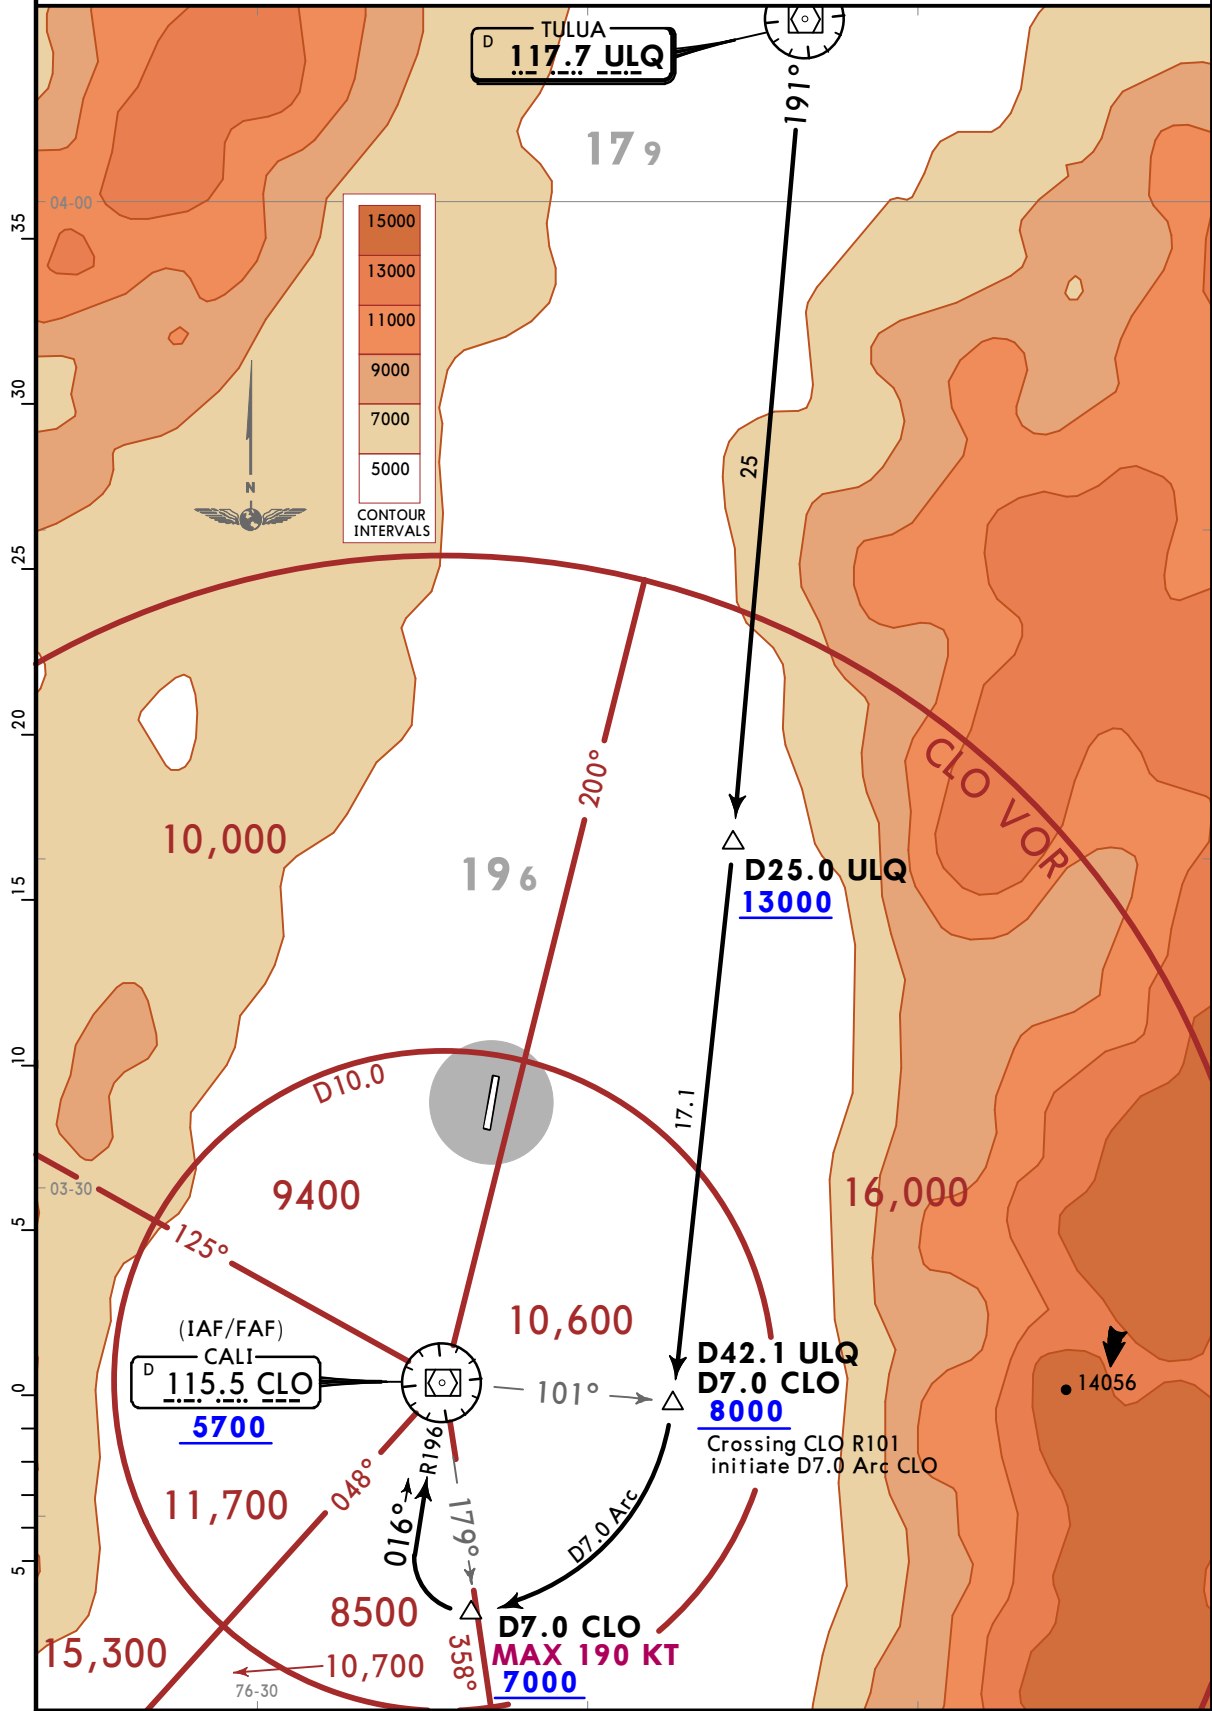 TULUA
D 117.7 ULQ
191°
17 9
04-00
35
15000
13000
11000
9000
7000
5000
CONTOUR
INTERVALS
30
25
N
25
20
200°
CLO VOR
10,000
19 6
D25.0 ULQ
13000
15
10
D10.0
17.1
9400
16,000
03-30
5
125°
10,600
(IAF/FAF)
CALI
D 115.5 CLO
5700
0
101°
D42.1 ULQ
D7.0 CLO
8000
14056
Crossing CLO R101
initiate D7.0 Arc CLO
R196
048°
11,700
016°
179°
D7.0 Arc
5
8500
D7.0 CLO
MAX 190 KT
7000
15,300
10,700
358°
76-30